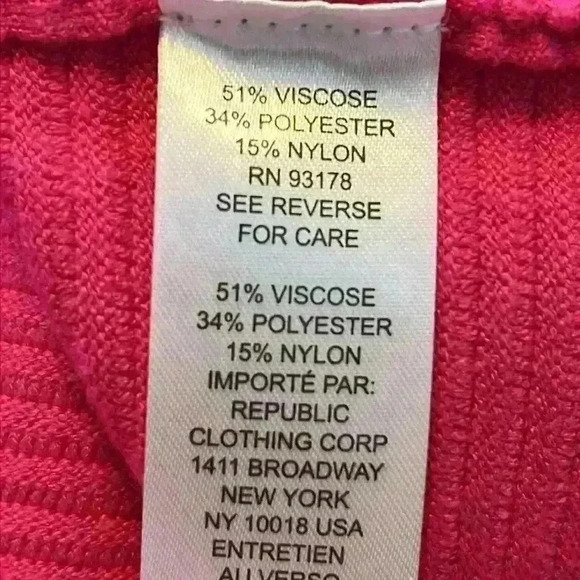 51% VISCOSE
34% POLYESTER
15% NYLON
RN 93178
SEE REVERSE
FOR CARE
51% VISCOSE
34% POLYESTER
15% NYLON
IMPORTÉ PAR:
REPUBLIC
CLOTHING CORP
1411 BROADWAY
NEW YORK
NY 10018 USA
ENTRETIEN
AU VERSO